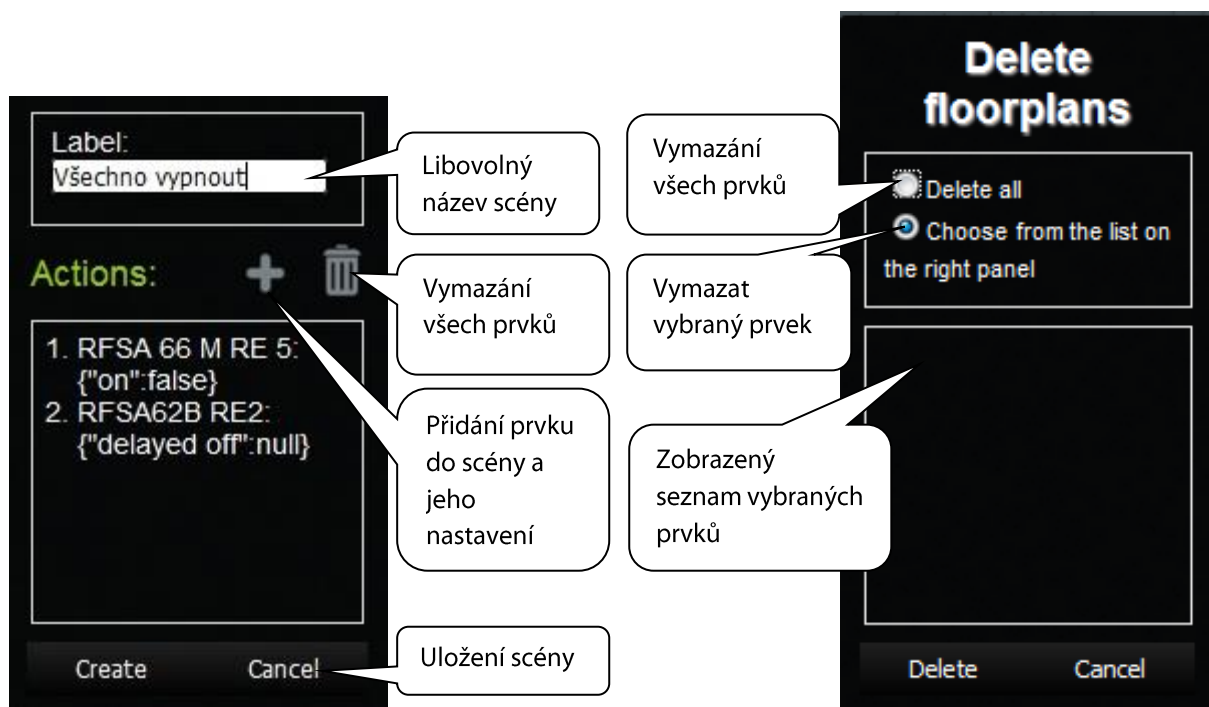 Label:
Všechno vypnout
Actions:
1. RFSA 66 M RE 5:
{"on":false}
2. RFSA62B RE2:
{"delayed off":null}
Create
Cancel
Libovolný
název scény
Vymazání
všech prvků
Přidání prvku
do scény a
jeho
nastavení
Uložení scény
Vymazání
všech prvků
Vymazat
vybraný prvek
Zobrazený
seznam vybraných
prvků
Delete
floorplans
Delete all
Choose from the list on
the right panel
Delete
Cancel